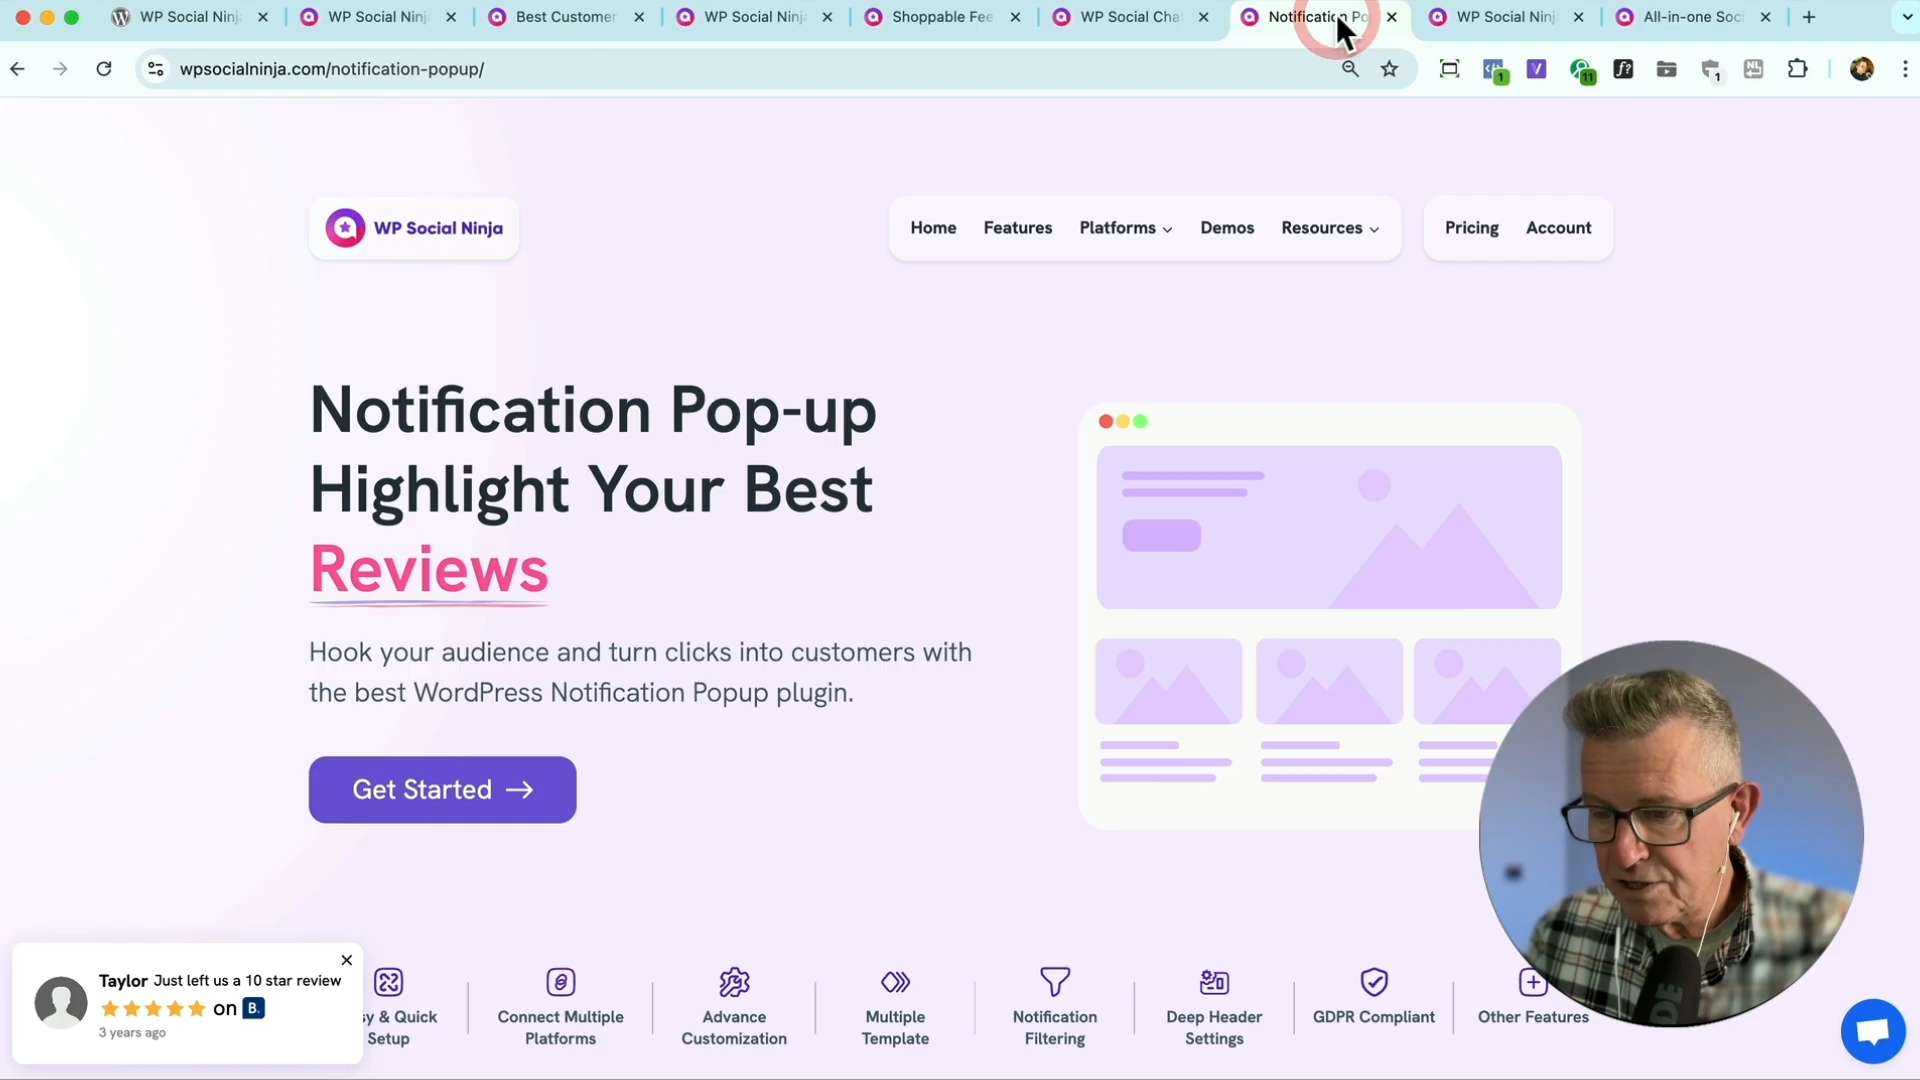 WP Social Ninj
WP Social Ninj
Best Customer
WP Social Ninj
Shoppable Fee
WP Social Cha
Notification Po
WP Social Ninj
All-in-one Soc
wpsocialninja.com/notification-popup/
1
11
f?
1
WP Social Ninja
Home
Features
Platforms
Demos
Resources
Pricing
Account
Notification Pop-up
Highlight Your Best
Reviews
Hook your audience and turn clicks into customers with
the best WordPress Notification Popup plugin.
Get Started
Taylor Just left us a 10 star review
on B.
3 years ago
sy & Quick
Setup
Connect Multiple
Platforms
Advance
Customization
Multiple
Template
Notification
Filtering
Deep Header
Settings
GDPR Compliant
Other Features